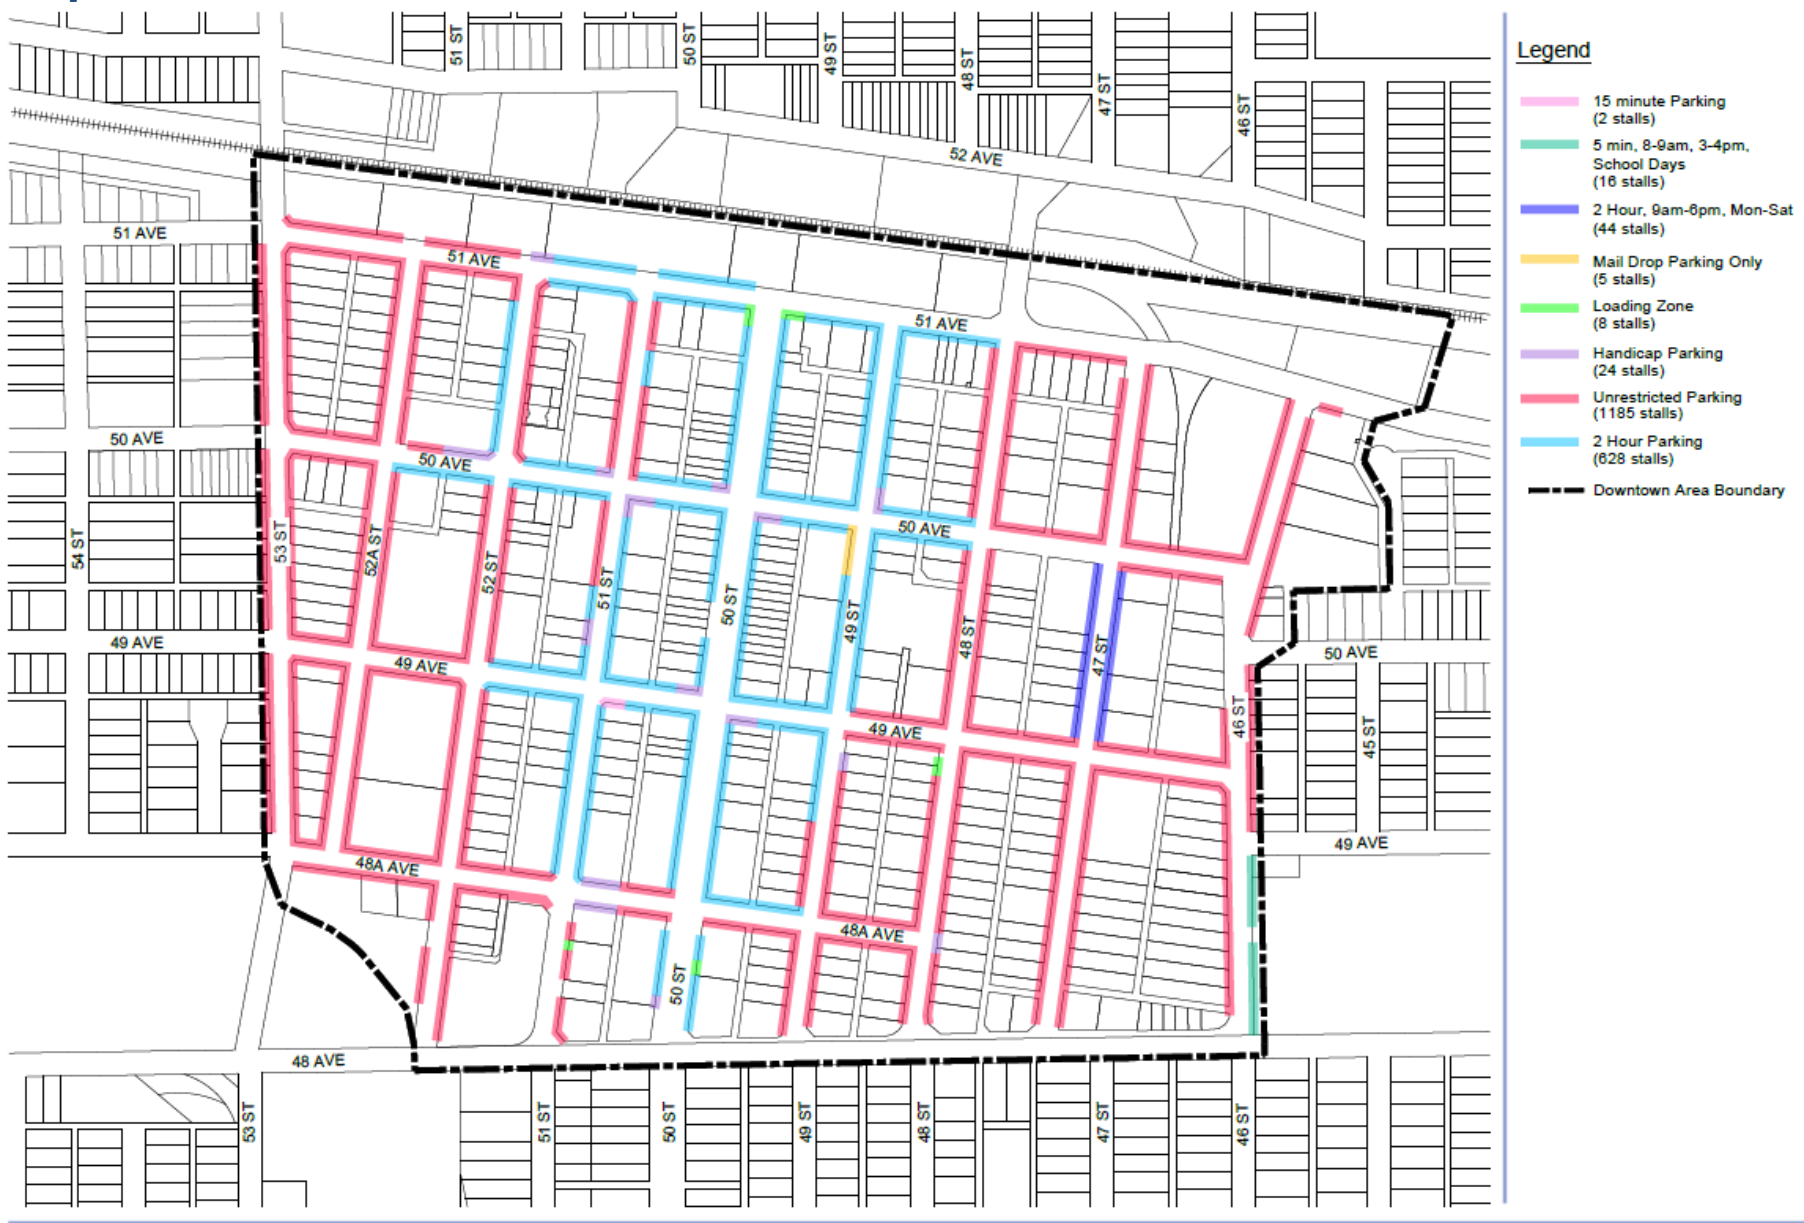 51 ST
50 ST
49 ST
48 ST
47 ST
46 ST
52 AVE
51 AVE
51 AVE
51 AVE
50 AVE
50 AVE
50 AVE
54 ST
53 ST
52A ST
52 ST
51 ST
50 ST
49 ST
48 ST
47 ST
49 AVE
49 AVE
50 AVE
49 AVE
46 ST
45 ST
49 AVE
48A AVE
48A AVE
50 ST
48 AVE
53 ST
51 ST
50 ST
49 ST
48 ST
47 ST
46 ST
Legend
15 minute Parking
(2 stalls)
5 min, 8-9am, 3-4pm,
School Days
(16 stalls)
2 Hour, 9am-6pm, Mon-Sat
(44 stalls)
Mail Drop Parking Only
(5 stalls)
Loading Zone
(8 stalls)
Handicap Parking
(24 stalls)
Unrestricted Parking
(1185 stalls)
2 Hour Parking
(628 stalls)
Downtown Area Boundary